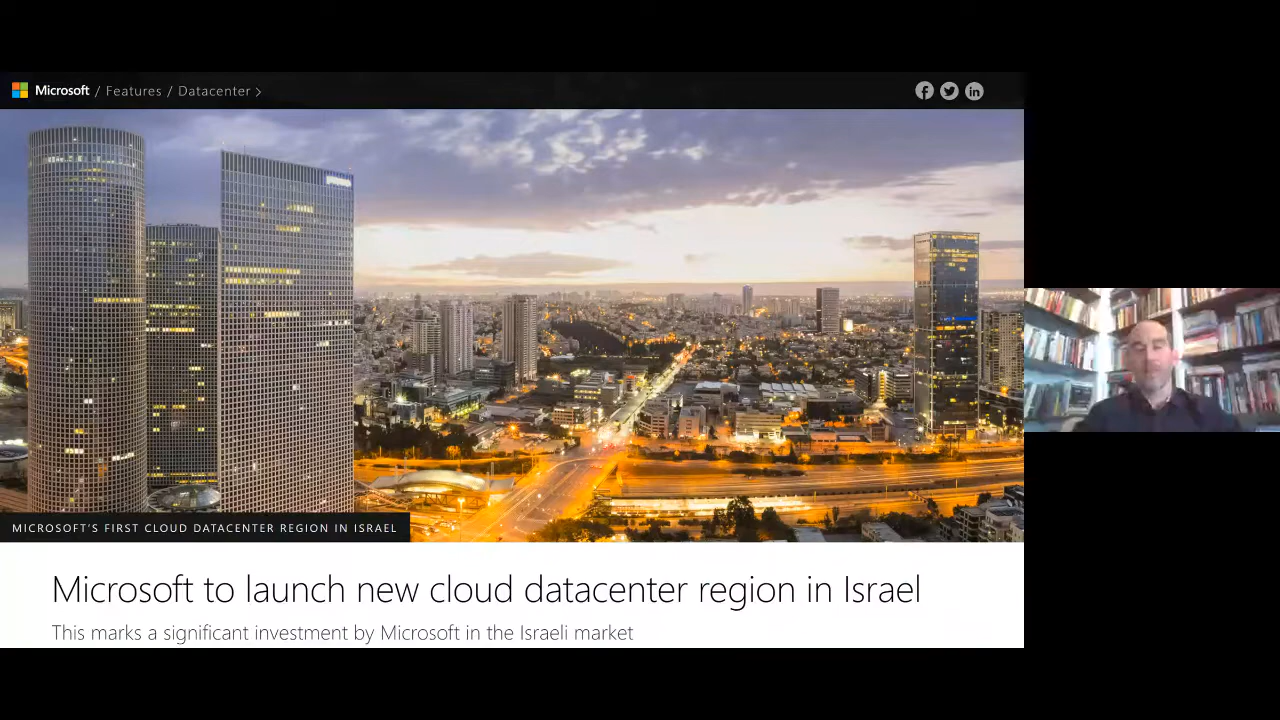 Microsoft / Features / Datacenter >
MICROSOFT'S FIRST CLOUD DATACENTER REGION IN ISRAEL
Microsoft to launch new cloud datacenter region in Israel
This marks a significant investment by Microsoft in the Israeli market